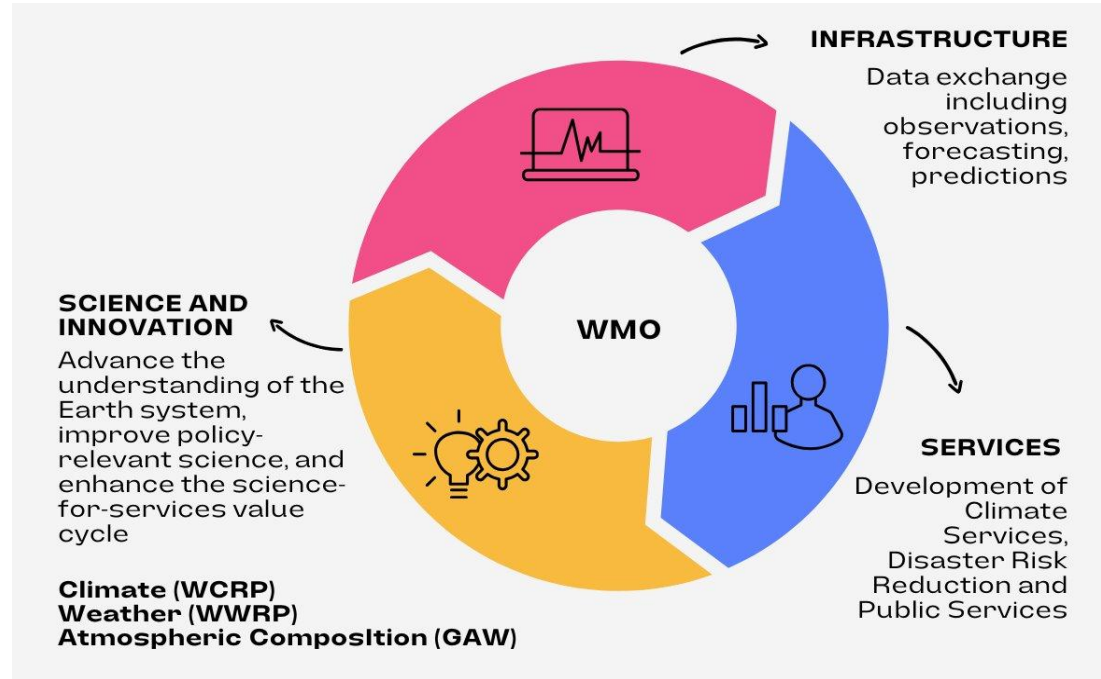 INFRASTRUCTURE
Data exchange
including
observations,
forecasting,
predictions
WMO
SCIENCE AND
INNOVATION
Advance the
understanding of the
Earth system,
improve policy-
relevant science, and
enhance the science-
for-services value
cycle
Climate (WCRP)
Weather (WWRP)
Atmospheric ComposItion (GAW)
SERVICES
Development of
Climate
Services,
Disaster Risk
Reduction and
Public Services